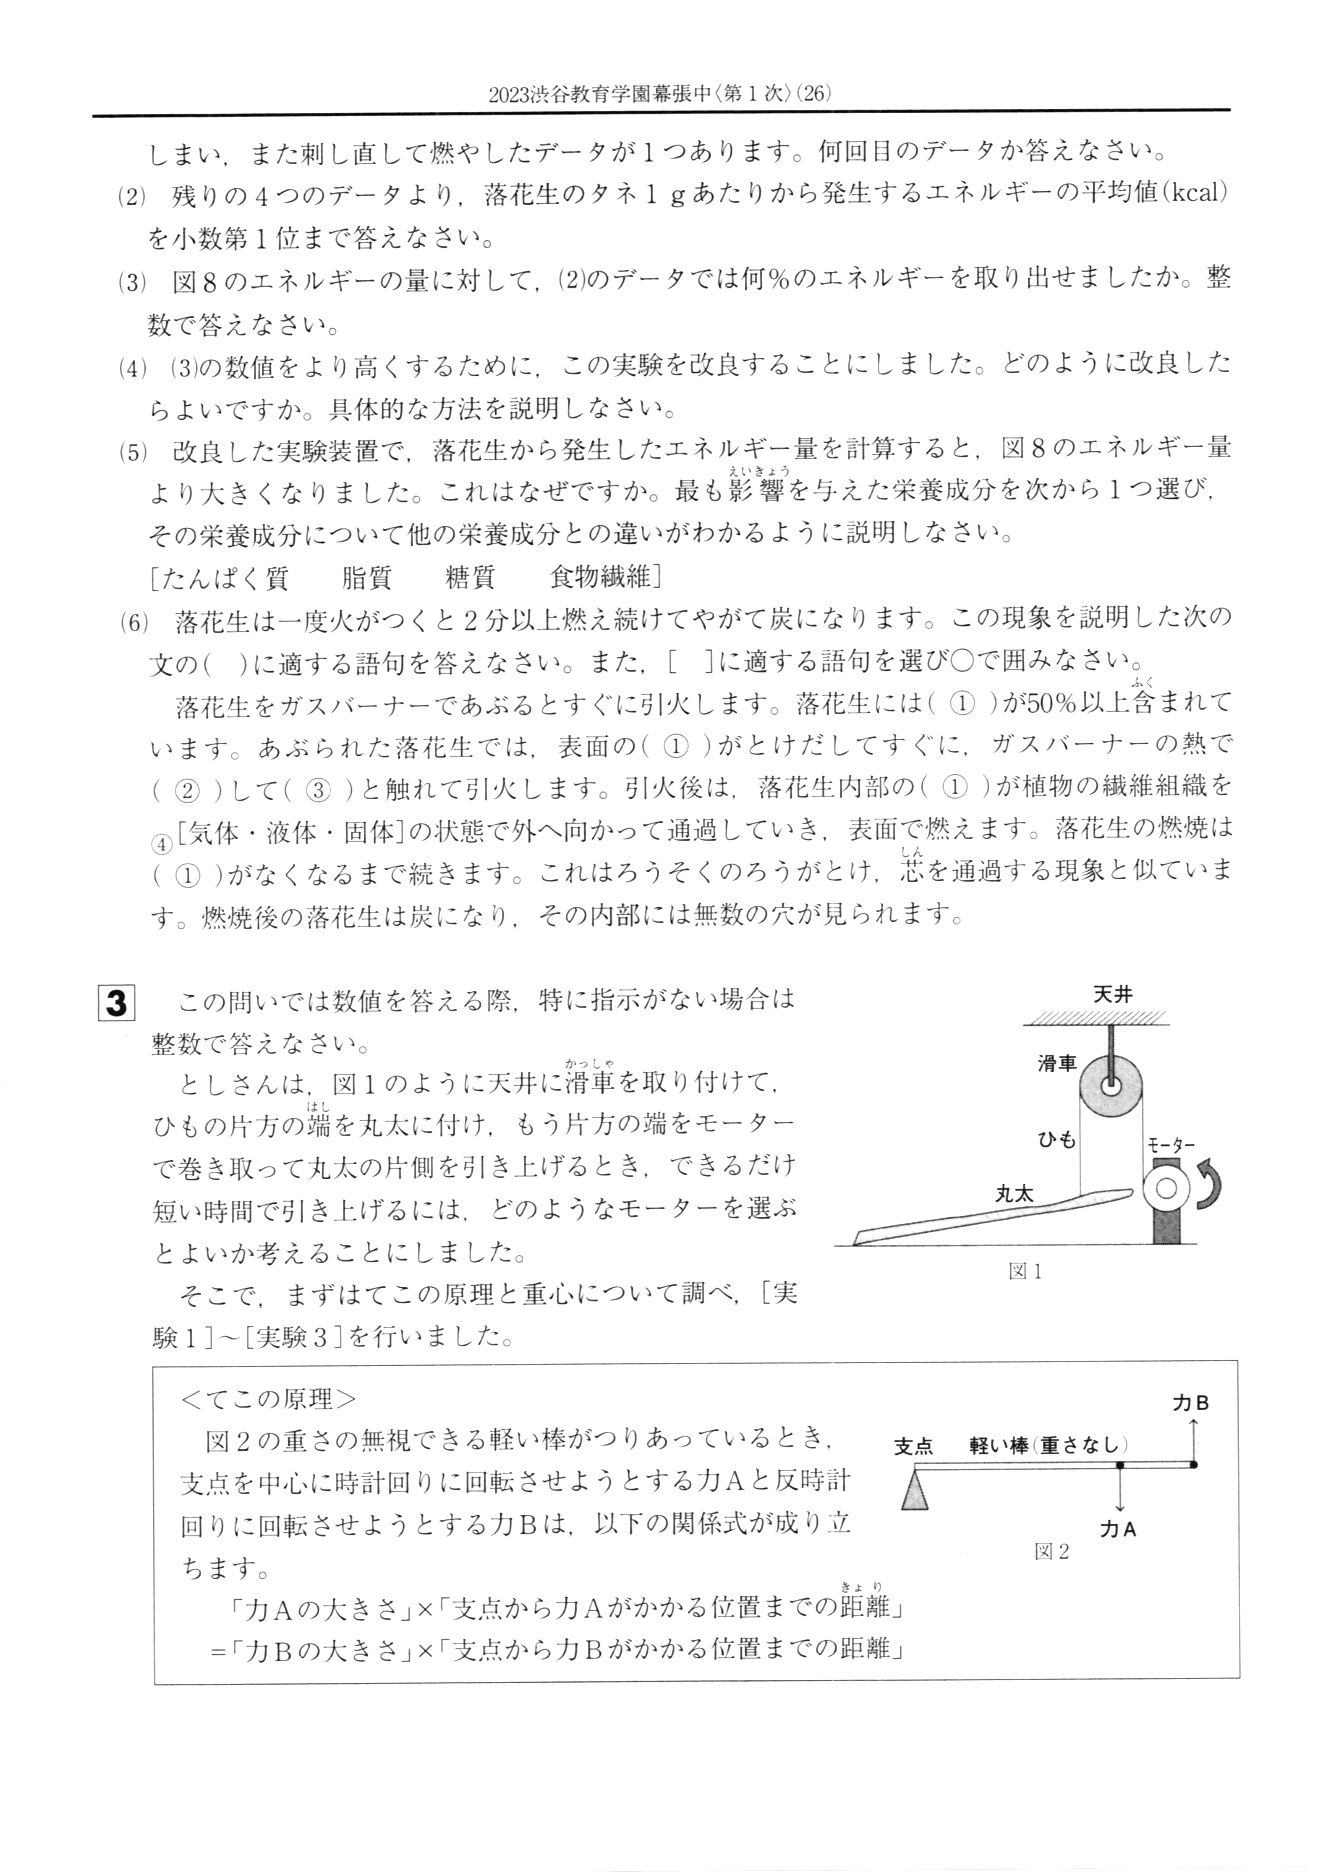 2023渋谷教育学園幕張中〈第1次〉(26)
しまい，また刺し直して燃やしたデータが1つあります。何回目のデータか答えなさい。
(2) 残りの4つのデータより，落花生のタネ1gあたりから発生するエネルギーの平均値(kcal)
を小数第1位まで答えなさい。
(3) 図8のエネルギーの量に対して，(2)のデータでは何%のエネルギーを取り出せましたか。整
数で答えなさい。
(4) (3)の数値をより高くするために，この実験を改良することにしました。どのように改良した
らよいですか。具体的な方法を説明しなさい。
(5) 改良した実験装置で，落花生から発生したエネルギー量を計算すると，図8のエネルギー量
えいきょう
より大きくなりました。これはなぜですか。最も影響を与えた栄養成分を次から1つ選び，
その栄養成分について他の栄養成分との違いがわかるように説明しなさい。
[たんぱく質　脂質　糖質　食物繊維]
(6) 落花生は一度火がつくと2分以上燃え続けてやがて炭になります。この現象を説明した次の
文の(　)に適する語句を答えなさい。また，[　]に適する語句を選び○で囲みなさい。
ふく
落花生をガスバーナーであぶるとすぐに引火します。落花生には( ① )が50%以上含まれて
います。あぶられた落花生では，表面の( ① )がとけだしてすぐに，ガスバーナーの熱で
( ② )して( ③ )と触れて引火します。引火後は，落花生内部の( ① )が植物の繊維組織を
④[気体・液体・固体]の状態で外へ向かって通過していき，表面で燃えます。落花生の燃焼は
しん
( ① )がなくなるまで続きます。これはろうそくのろうがとけ，芯を通過する現象と似ていま
す。燃焼後の落花生は炭になり，その内部には無数の穴が見られます。
3 この問いでは数値を答える際，特に指示がない場合は
整数で答えなさい。
かっしゃ
としさんは，図1のように天井に滑車を取り付けて，
はし
ひもの片方の端を丸太に付け，もう片方の端をモーター
で巻き取って丸太の片側を引き上げるとき，できるだけ
短い時間で引き上げるには，どのようなモーターを選ぶ
とよいか考えることにしました。
そこで，まずはてこの原理と重心について調べ，[実
験1]～[実験3]を行いました。
天井
滑車
ひも
モーター
丸太
図1
＜てこの原理＞
図2の重さの無視できる軽い棒がつりあっているとき，
支点を中心に時計回りに回転させようとする力Aと反時計
回りに回転させようとする力Bは，以下の関係式が成り立
ちます。
きょり
「力Aの大きさ」×「支点から力Aがかかる位置までの距離」
=「力Bの大きさ」×「支点から力Bがかかる位置までの距離」
力B
支点　軽い棒(重さなし)
力A
図2